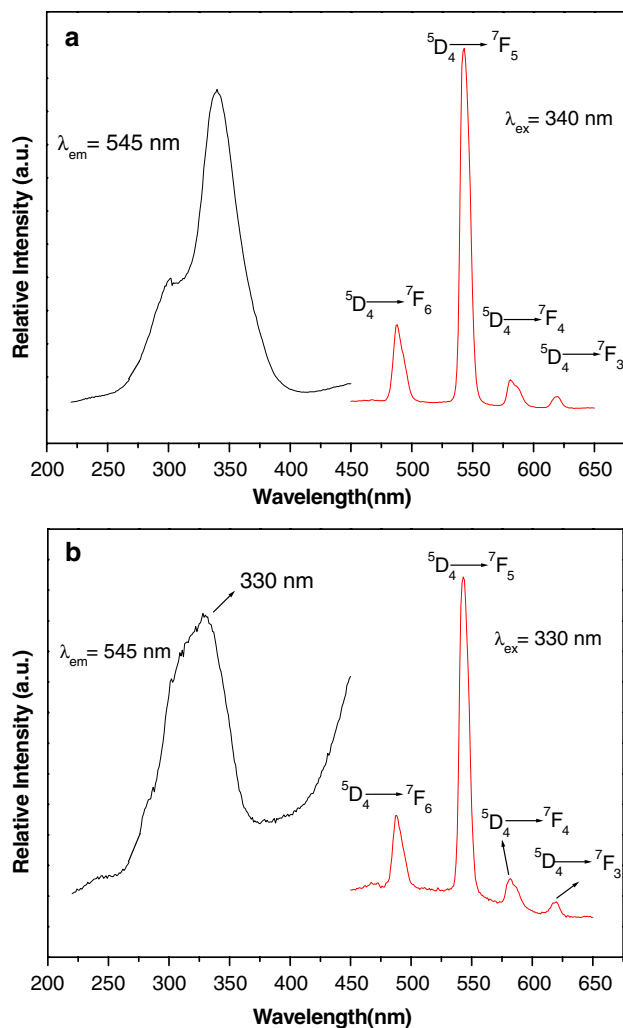 a
⁵D₄ → ⁷F₅
λem = 545 nm
λex = 340 nm
⁵D₄ → ⁷F₆
⁵D₄ → ⁷F₄
⁵D₄ → ⁷F₃
Relative Intensity (a.u.)
200 250 300 350 400 450 500 550 600 650
Wavelength(nm)
b
⁵D₄ → ⁷F₅
330 nm
λem = 545 nm
λex = 330 nm
⁵D₄ → ⁷F₆
⁵D₄ → ⁷F₄
⁵D₄ → ⁷F₃
Relative Intensity (a.u.)
200 250 300 350 400 450 500 550 600 650
Wavelength(nm)